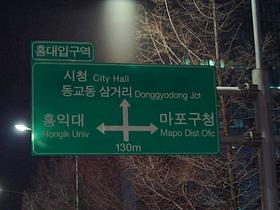 홍대입구역
시청 City Hall
동교동 삼거리 Donggyodong Jct
홍익대 마포구청
Hongik Univ Mapo Dist Ofc
130m